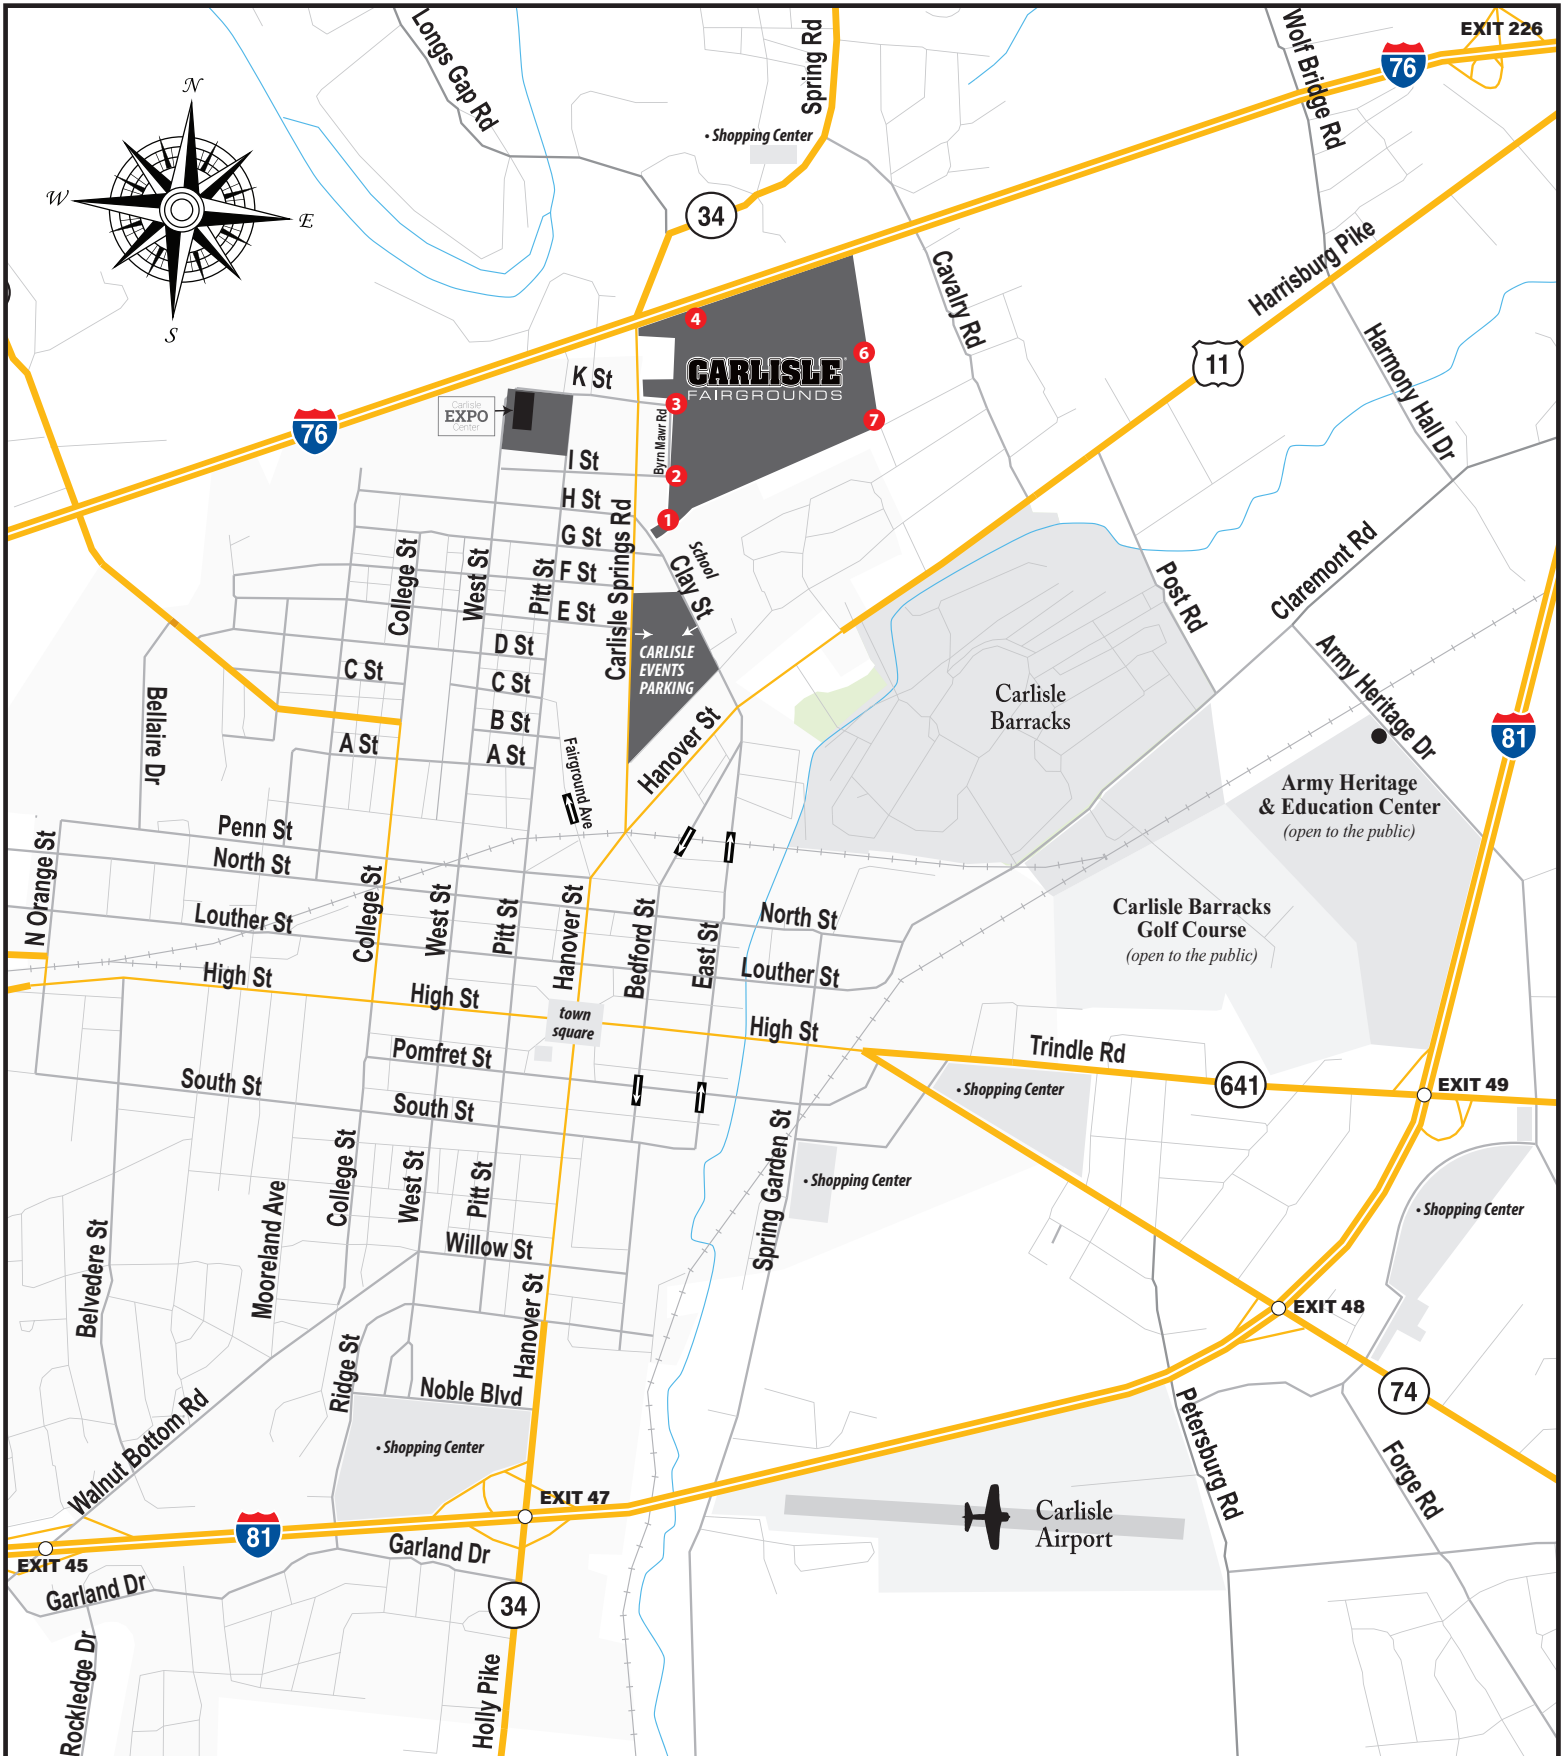 EXIT 226
Longs Gap Rd
Spring Rd
Wolf Bridge Rd
76
N
W
E
S
• Shopping Center
34
Cavalry Rd
Harrisburg Pike
11
Harmony Hall Dr
4
6
CARLISLE
FAIRGROUNDS
3
7
K St
Carlisle
EXPO
Center
76
Byrn Mawr Rd
I St
2
H St
1
G St
School
Clay St
F St
E St
College St
West St
Pitt St
Carlisle Springs Rd
D St
C St
C St
B St
A St
A St
CARLISLE
EVENTS
PARKING
Hanover St
Fairground Ave
Bellaire Dr
Post Rd
Claremont Rd
Army Heritage Dr
81
Carlisle
Barracks
Army Heritage
& Education Center
(open to the public)
Carlisle Barracks
Golf Course
(open to the public)
Penn St
North St
N Orange St
Louther St
College St
West St
Pitt St
Hanover St
Bedford St
East St
North St
Louther St
High St
High St
town
square
High St
Trindle Rd
641
EXIT 49
Pomfret St
South St
South St
• Shopping Center
Spring Garden St
• Shopping Center
• Shopping Center
College St
West St
Pitt St
Mooreland Ave
Belvedere St
Willow St
Hanover St
EXIT 48
74
Ridge St
Noble Blvd
Walnut Bottom Rd
• Shopping Center
Petersburg Rd
Forge Rd
EXIT 47
81
Carlisle
Airport
EXIT 45
Garland Dr
Garland Dr
34
Rockledge Dr
Holly Pike